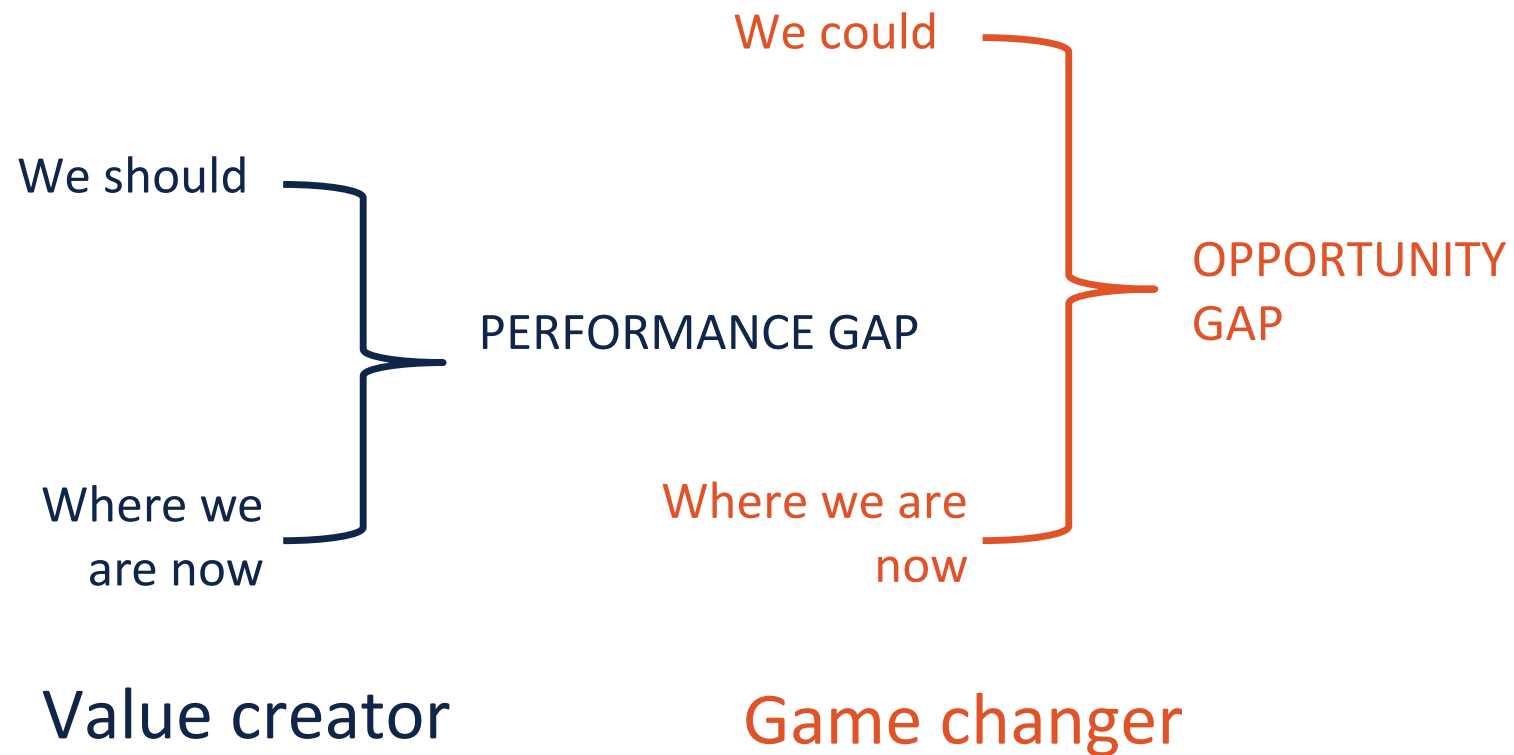 We should
PERFORMANCE GAP
Where we
are now
Value creator
We could
OPPORTUNITY
GAP
Where we are
now
Game changer